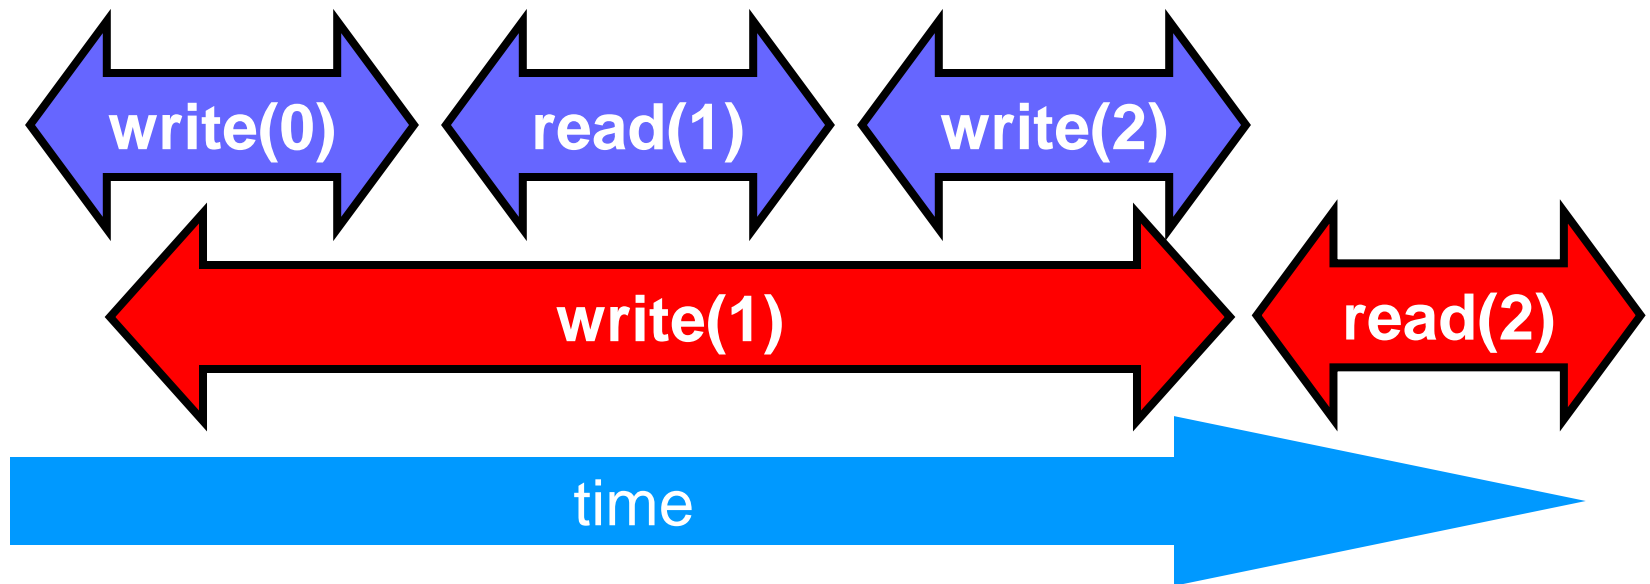 write(0) read(1) write(2)
write(1) read(2)
time